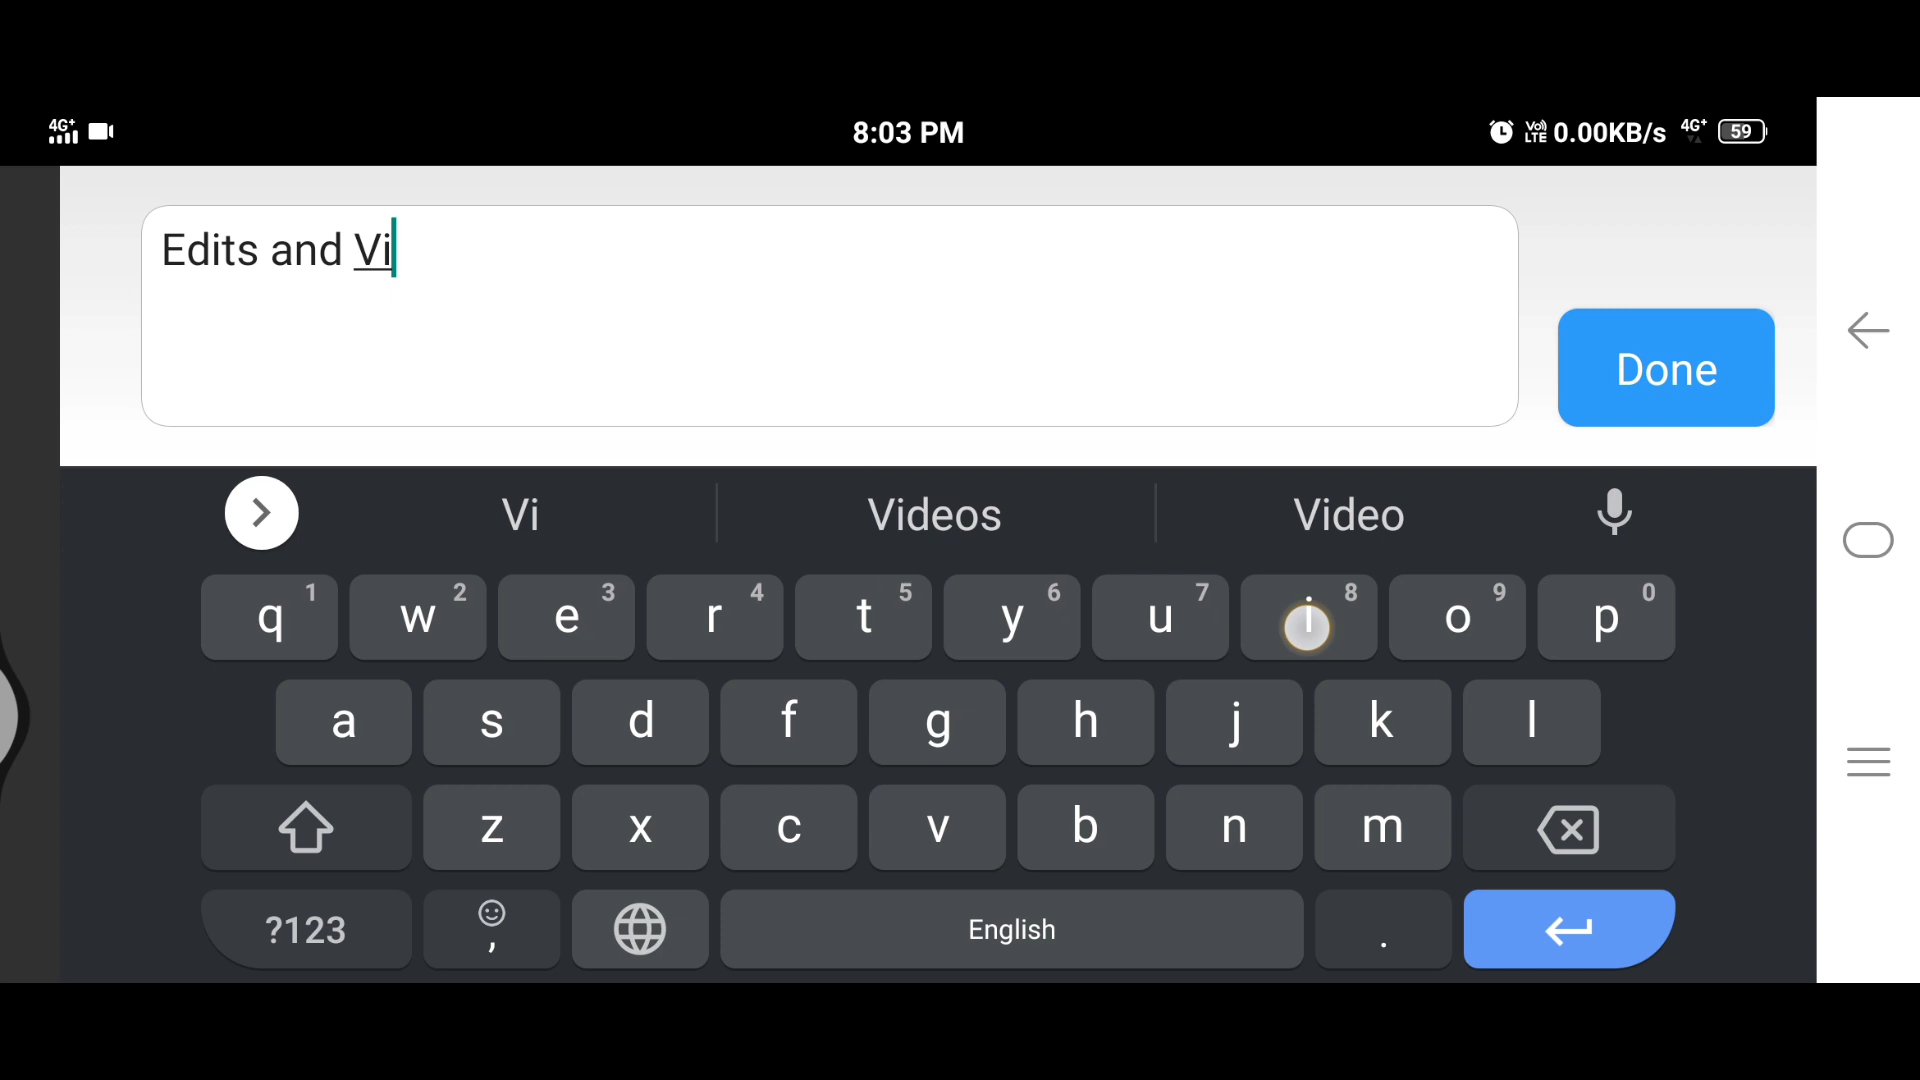 4G+ 8:03 PM Vo) LTE 0.00KB/s 4G+ 59
Edits and Vi
Done
Vi Videos Video
q 1 w 2 e 3 r 4 t 5 y 6 u 7 i 8 o 9 p 0
a s d f g h j k l
z x c v b n m
?123 , English .